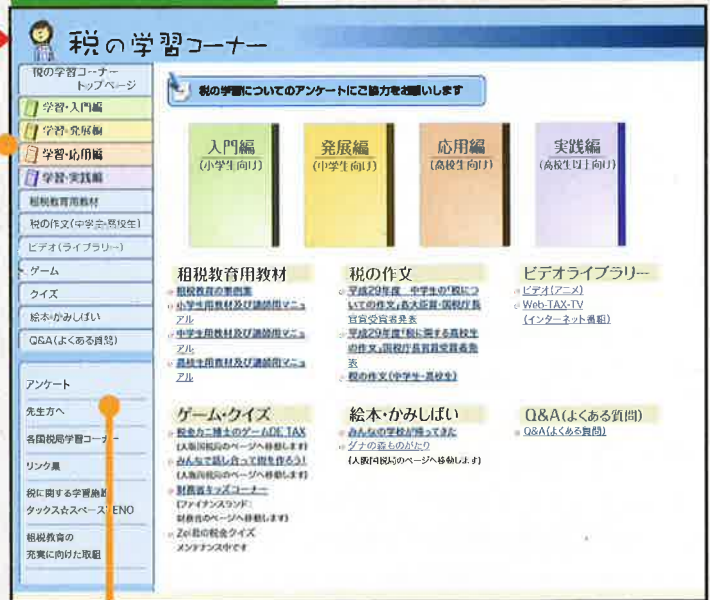 税の学習コーナー
税の学習コーナー
トップページ
学習・入門編
学習・発展編
学習・応用編
学習・実践編
租税教育用教材
税の作文(中学生・高校生)
ビデオ(ライブラリー)
ゲーム
クイズ
絵本・かみしばい
Q&A(よくある質問)
アンケート
先生方へ
各国税局学習コーナー
リンク集
税に関する学習施設
タックス☆スペースUENO
租税教育の
充実に向けた取組
税の学習についてのアンケートにご協力をお願いします
入門編
(小学生向け)
発展編
(中学生向け)
応用編
(高校生向け)
実践編
(高校生以上向け)
租税教育用教材
租税教育の事例集
小学生用教材及び講師用マニュ
アル
中学生用教材及び講師用マニュ
アル
高校生用教材及び講師用マニュ
アル
税の作文
平成29年度 中学生の「税につ
いての作文」各大臣賞・国税庁長
官賞受賞者発表
平成29年度「税に関する高校生
の作文」国税庁長官賞受賞者発
表
税の作文(中学生・高校生)
ビデオライブラリー
ビデオ(アニメ)
Web-TAX-TV
(インターネット番組)
ゲーム・クイズ
税金カニ博士のゲームDE TAX
(大阪国税局のページへ移動します)
みんなで話し合って街を作ろう!
(大阪国税局のページへ移動します)
財務省キッズコーナー
(ファイナンスランド:
財務省のページへ移動します)
Zei君の税金クイズ
メンテナンス中です
絵本・かみしばい
みんなの学校が帰ってきた
ダナの森ものがたり
(大阪国税局のページへ移動します)
Q&A(よくある質問)
Q&A(よくある質問)